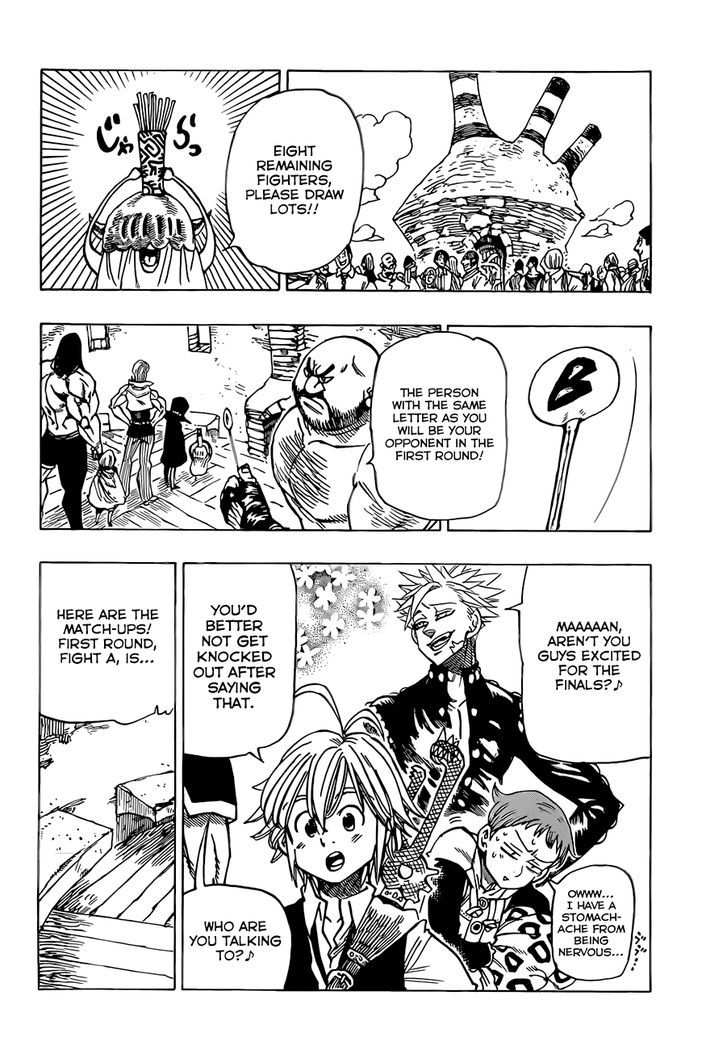 EIGHT
REMAINING
FIGHTERS,
PLEASE DRAW
LOTS!!
じゃらっ
B
THE PERSON
WITH THE SAME
LETTER AS YOU
WILL BE YOUR
OPPONENT IN THE
FIRST ROUND!
MAAAAAN,
AREN'T YOU
GUYS EXCITED
FOR THE
FINALS?♪
YOU'D
BETTER
NOT GET
KNOCKED
OUT AFTER
SAYING
THAT.
OWWW...
I HAVE A
STOMACH-
ACHE FROM
BEING
NERVOUS...
WHO ARE
YOU TALKING
TO?♪
HERE ARE THE
MATCH-UPS!
FIRST ROUND,
FIGHT A, IS...